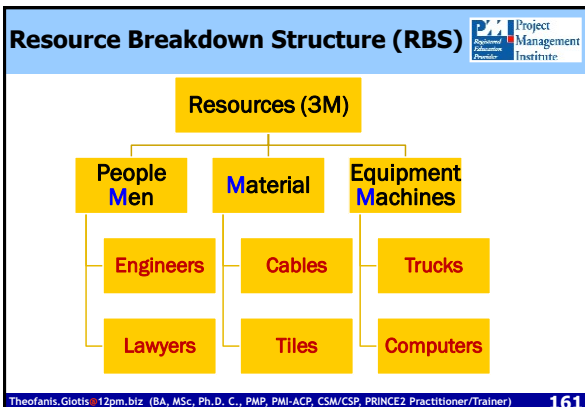 Resource Breakdown Structure (RBS)
PMI
Registered
Education
Provider
Project
Management
Institute
Resources (3M)
People
Men
Material
Equipment
Machines
Engineers
Cables
Trucks
Lawyers
Tiles
Computers
Theofanis.Giotis@12pm.biz (BA, MSc, Ph.D. C., PMP, PMI-ACP, CSM/CSP, PRINCE2 Practitioner/Trainer) 161